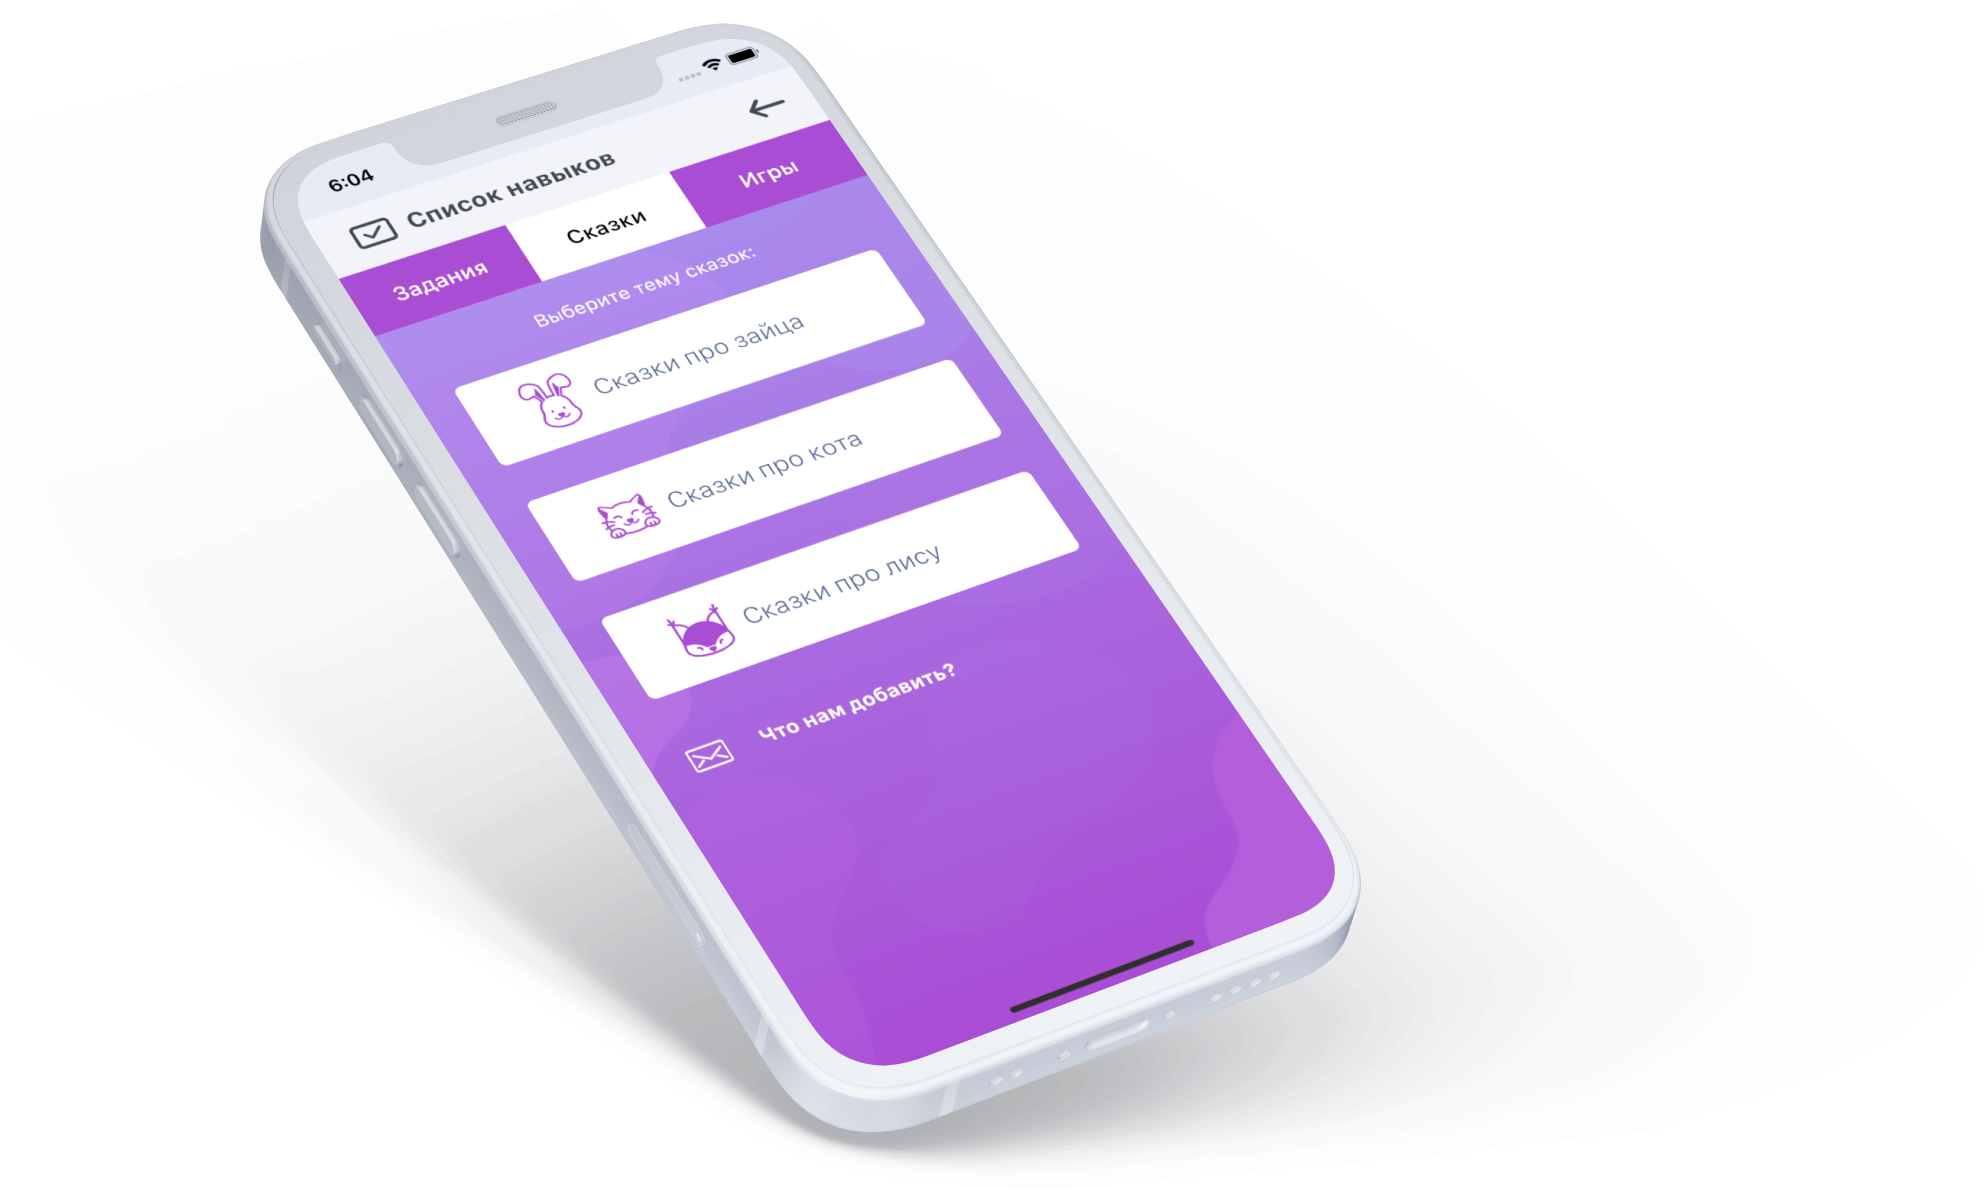 6:04
Список навыков
Задания
Сказки
Игры
Выберите тему сказок:
Сказки про зайца
Сказки про кота
Сказки про лису
Что нам добавить?